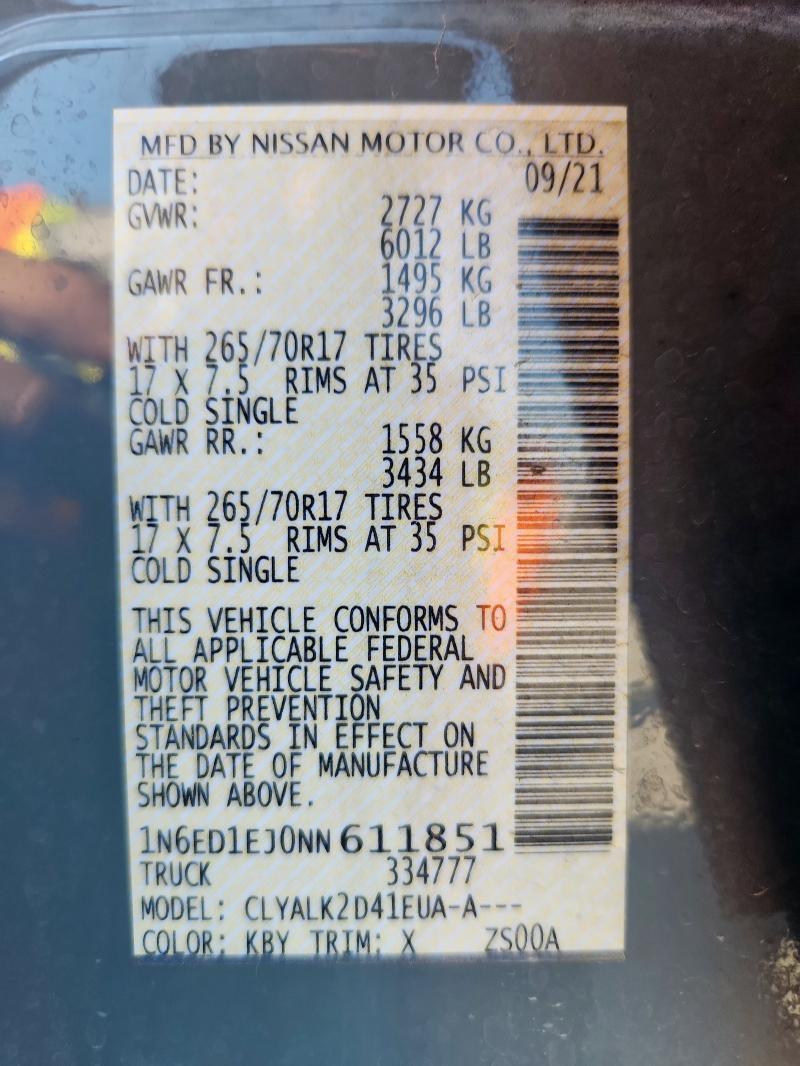 MFD BY NISSAN MOTOR CO., LTD.
DATE: 09/21
GVWR: 2727 KG
6012 LB
GAWR FR.: 1495 KG
3296 LB
WITH 265/70R17 TIRES
17 X 7.5 RIMS AT 35 PSI
COLD SINGLE
GAWR RR.: 1558 KG
3434 LB
WITH 265/70R17 TIRES
17 X 7.5 RIMS AT 35 PSI
COLD SINGLE
THIS VEHICLE CONFORMS TO
ALL APPLICABLE FEDERAL
MOTOR VEHICLE SAFETY AND
THEFT PREVENTION
STANDARDS IN EFFECT ON
THE DATE OF MANUFACTURE
SHOWN ABOVE.
1N6ED1EJ0NN611851
TRUCK 334777
MODEL: CLYALK2D41EUA-A---
COLOR: KBY TRIM: X ZS00A